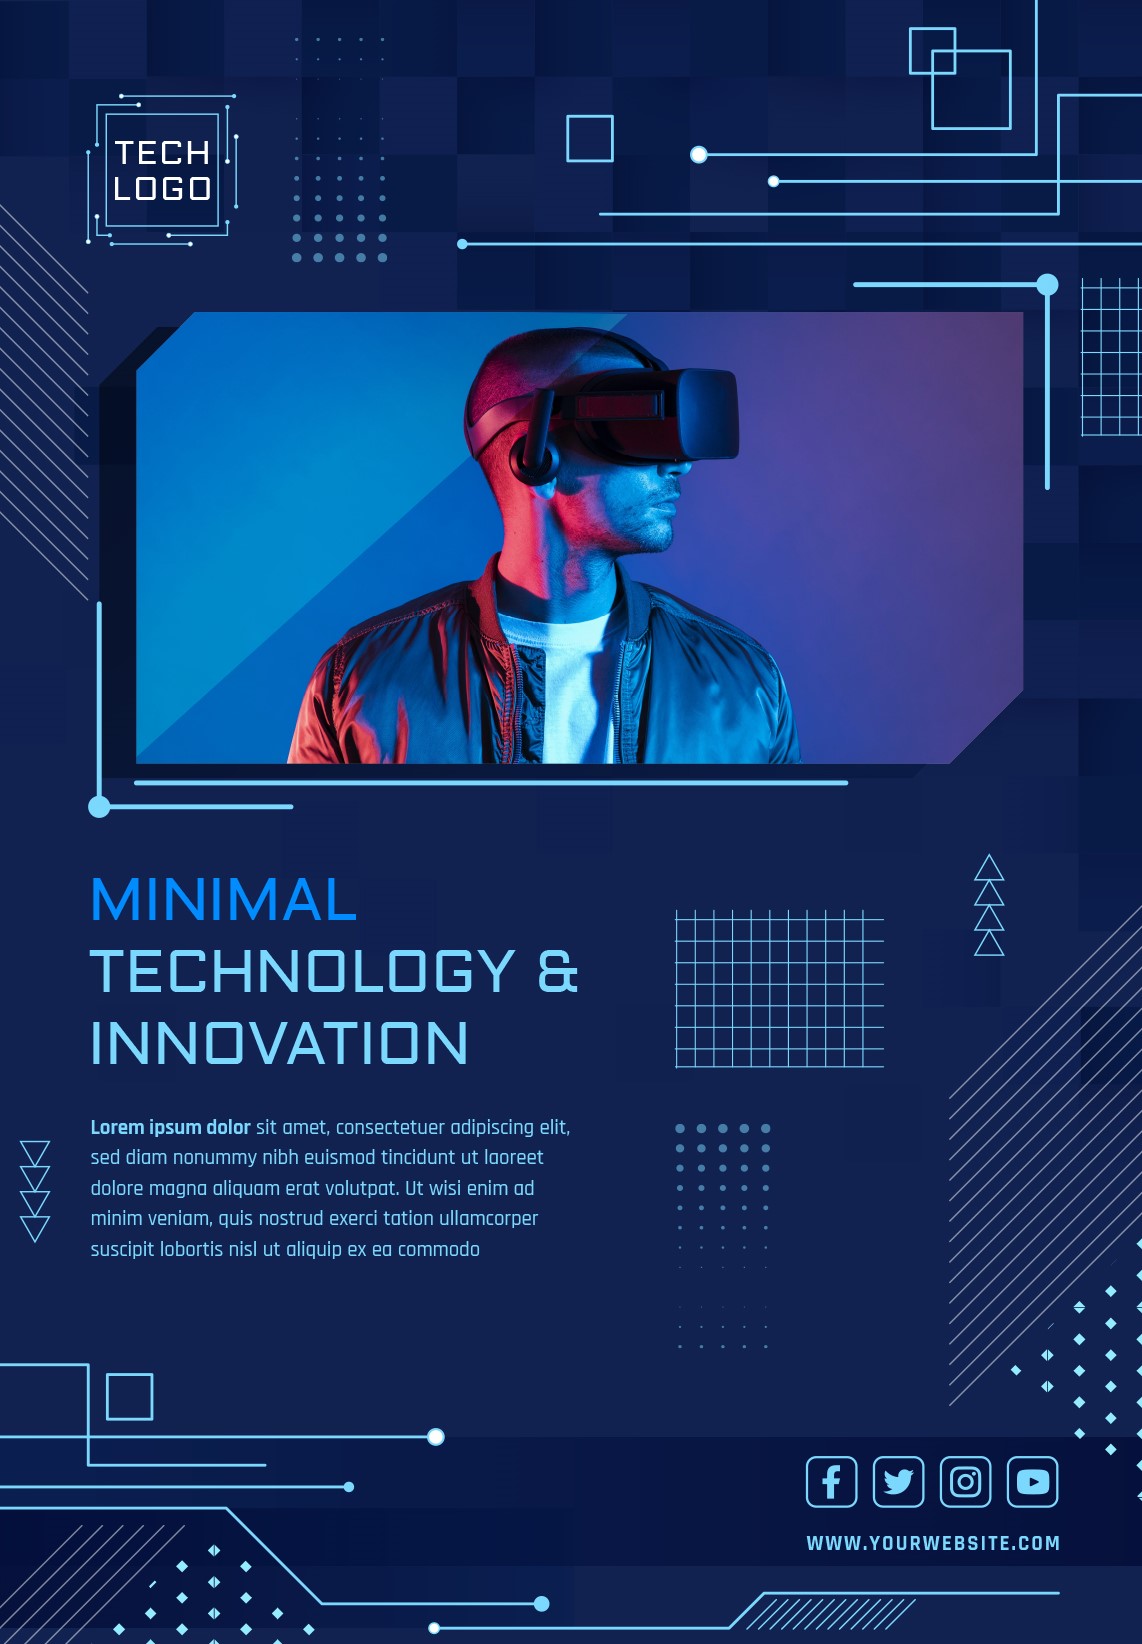 TECH
LOGO
MINIMAL
TECHNOLOGY &
INNOVATION
Lorem ipsum dolor sit amet, consectetuer adipiscing elit,
sed diam nonummy nibh euismod tincidunt ut laoreet
dolore magna aliquam erat volutpat. Ut wisi enim ad
minim veniam, quis nostrud exerci tation ullamcorper
suscipit lobortis nisl ut aliquip ex ea commodo
WWW.YOURWEBSITE.COM